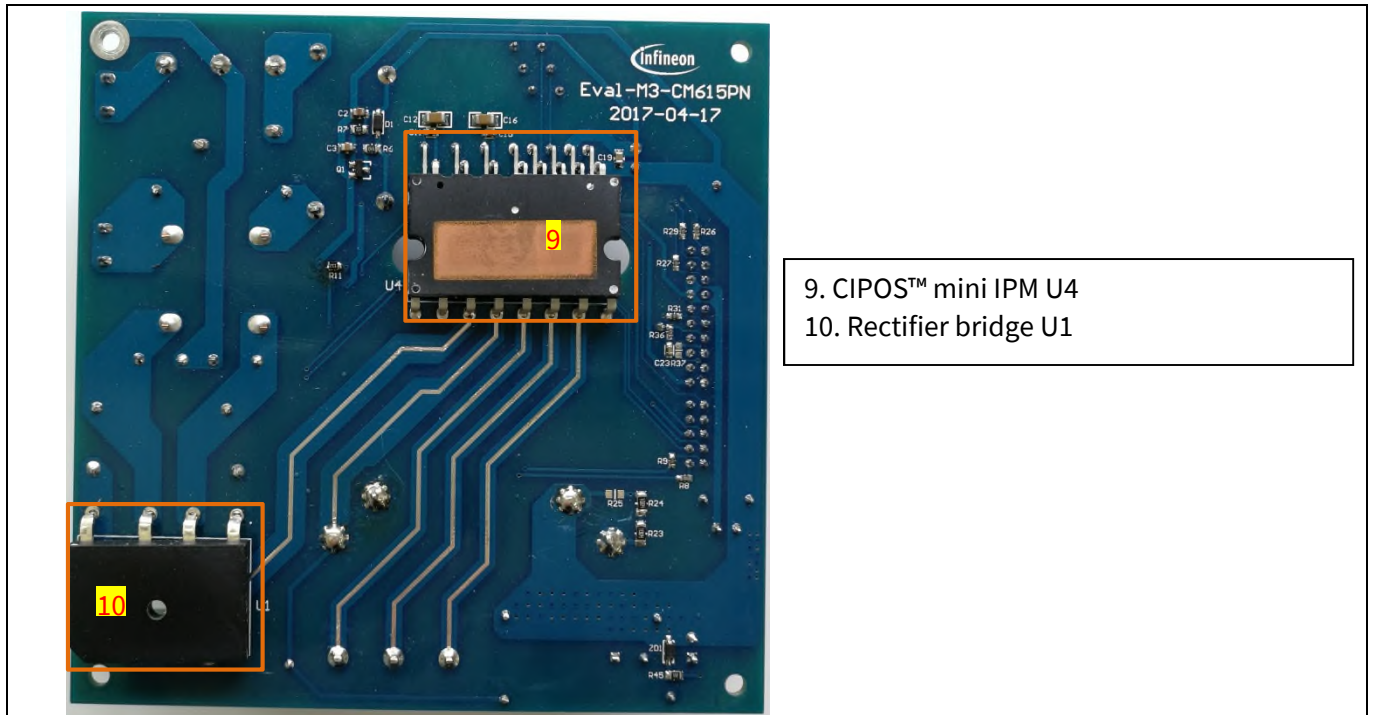 infineon
Eval-M3-CM615PN
2017-04-17
C2
D1
R7
C3
R6
Q1
C12
C16
C19
9
R29
R26
R27
R11
U4
R31
R36
C23
R37
R9
R8
R25
R24
R23
10
U1
ZD1
R45
9. CIPOS™ mini IPM U4
10. Rectifier bridge U1